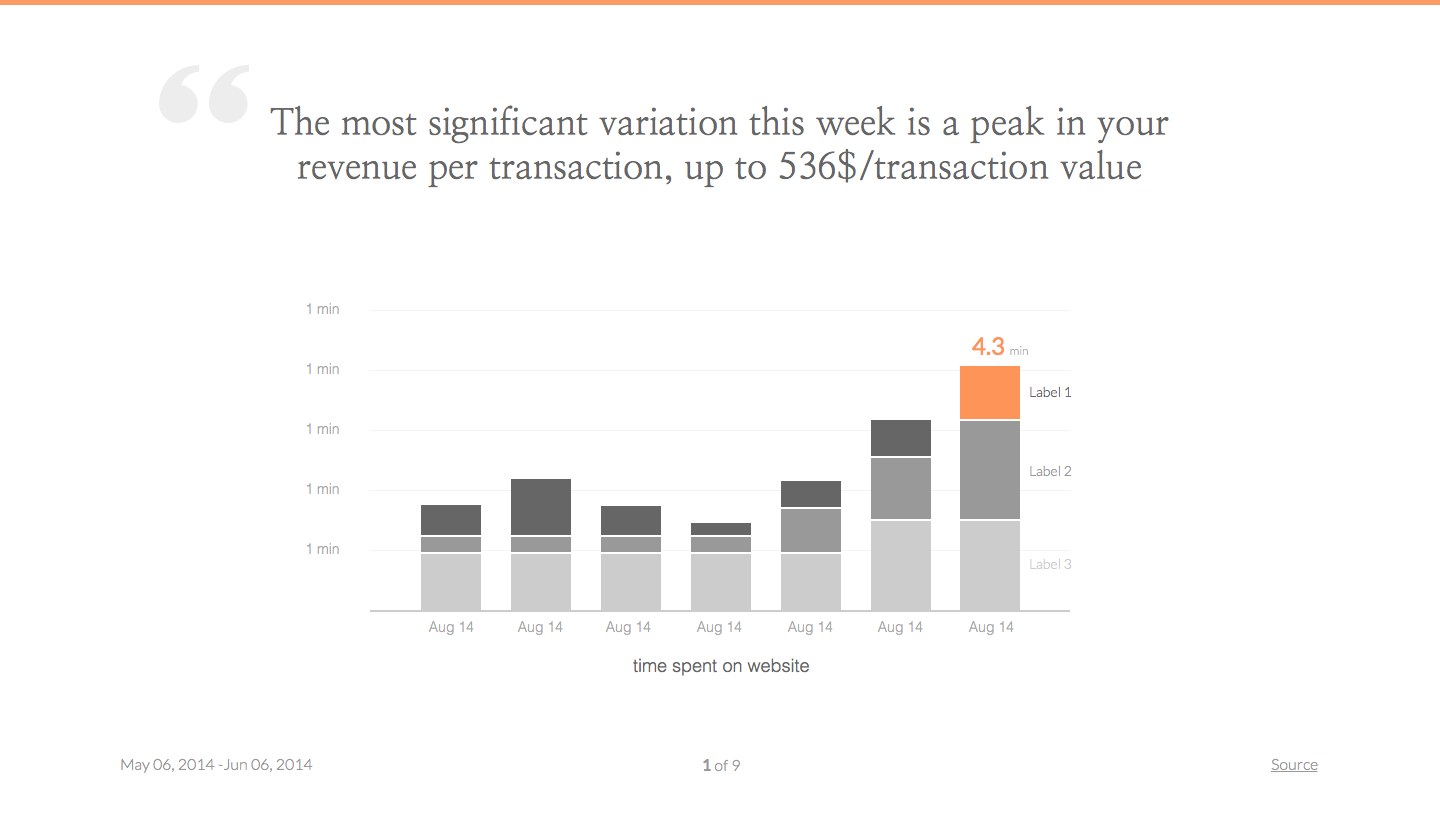 “
The most significant variation this week is a peak in your
revenue per transaction, up to 536$/transaction value
1 min
4.3 min
1 min
Label 1
1 min
Label 2
1 min
1 min
Label 3
Aug 14 Aug 14 Aug 14 Aug 14 Aug 14 Aug 14 Aug 14
time spent on website
May 06, 2014 -Jun 06, 2014
1 of 9
Source